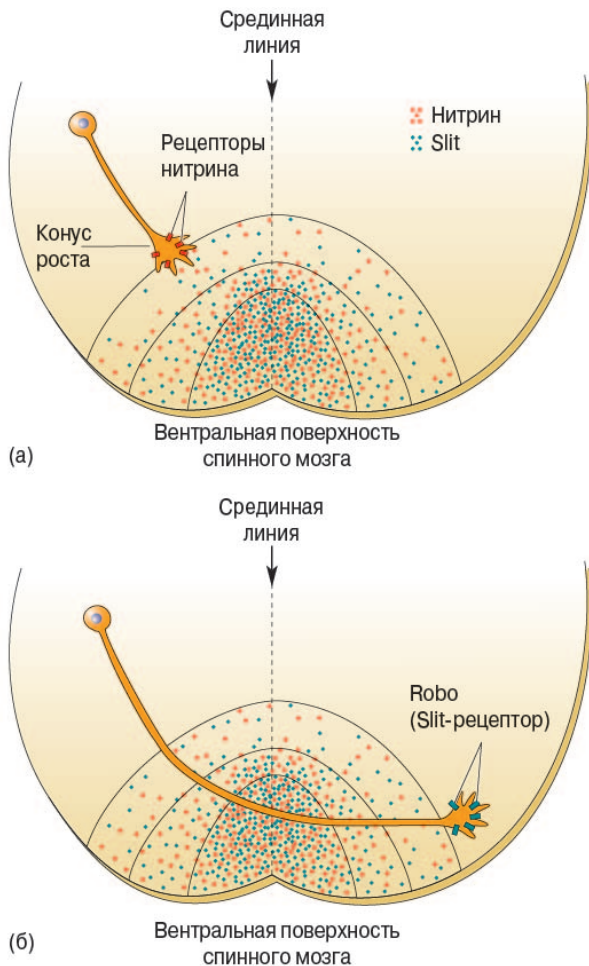 Срединная
линия
Нитрин
Slit
Рецепторы
нитрина
Конус
роста
Вентральная поверхность
спинного мозга
(а)
Срединная
линия
Robo
(Slit-рецептор)
(б)
Вентральная поверхность
спинного мозга